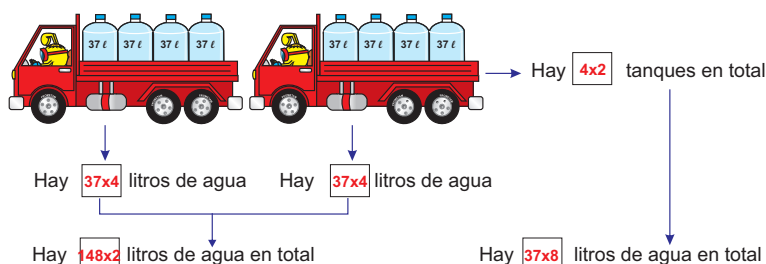 37 ℓ 37 ℓ 37 ℓ 37 ℓ 37 ℓ 37 ℓ 37 ℓ 37 ℓ
Hay 4x2 tanques en total
Hay 37x4 litros de agua Hay 37x4 litros de agua
Hay 148x2 litros de agua en total Hay 37x8 litros de agua en total